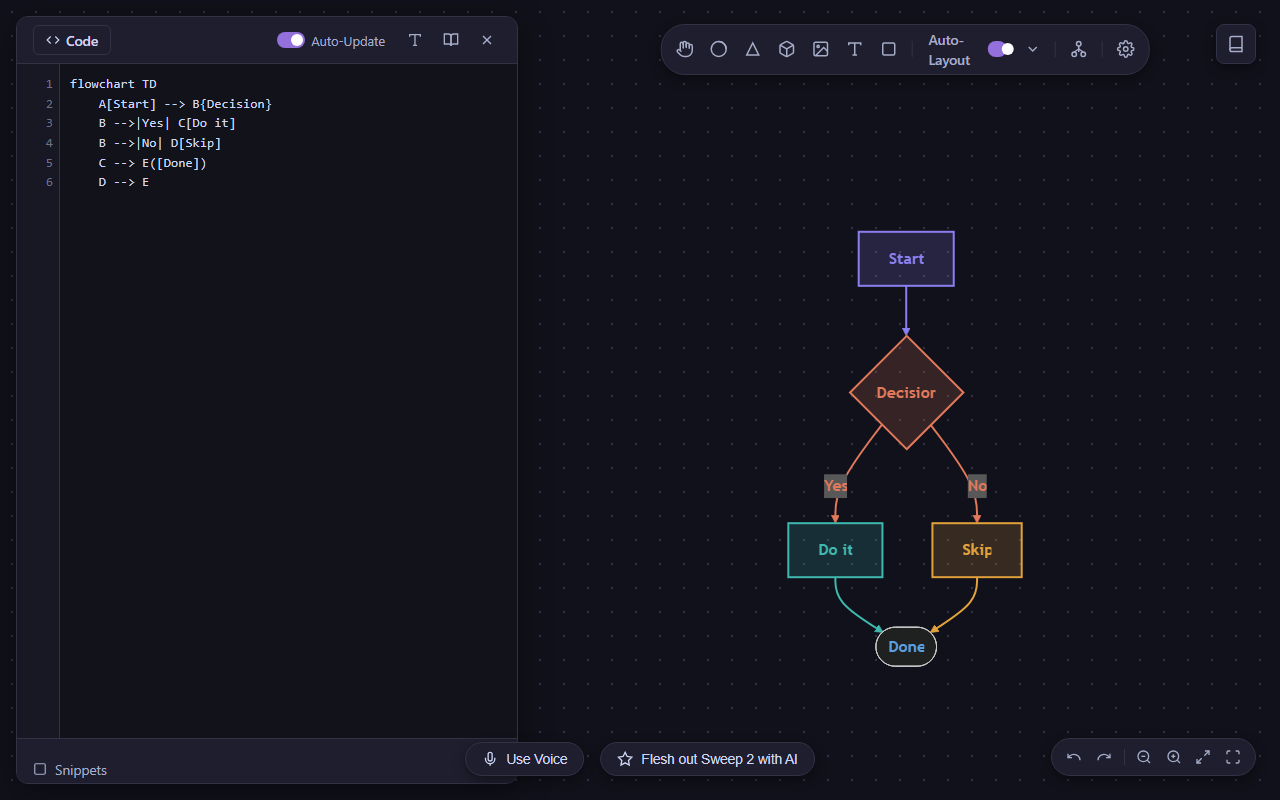 Code
Auto-Update
1 flowchart TD
2 A[Start] --> B{Decision}
3 B -->|Yes| C[Do it]
4 B -->|No| D[Skip]
5 C --> E([Done])
6 D --> E
Snippets
Auto-
Layout
Start
Decision
Yes
No
Do it
Skip
Done
Use Voice
Flesh out Sweep 2 with AI